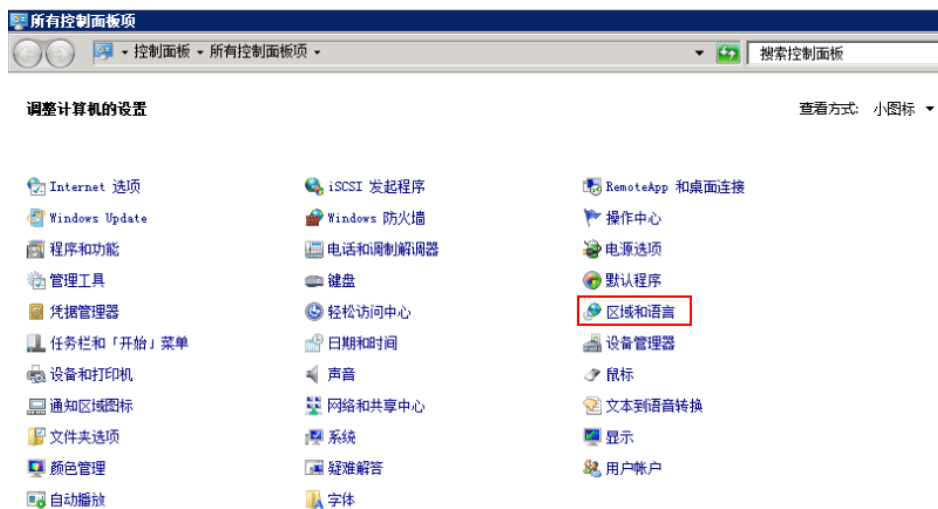 所有控制面板项
控制面板 所有控制面板项 搜索控制面板
调整计算机的设置 查看方式: 小图标
Internet 选项 iSCSI 发起程序 RemoteApp 和桌面连接
Windows Update Windows 防火墙 操作中心
程序和功能 电话和调制解调器 电源选项
管理工具 键盘 默认程序
凭据管理器 轻松访问中心 区域和语言
任务栏和「开始」菜单 日期和时间 设备管理器
设备和打印机 声音 鼠标
通知区域图标 网络和共享中心 文本到语音转换
文件夹选项 系统 显示
颜色管理 疑难解答 用户帐户
自动播放 字体